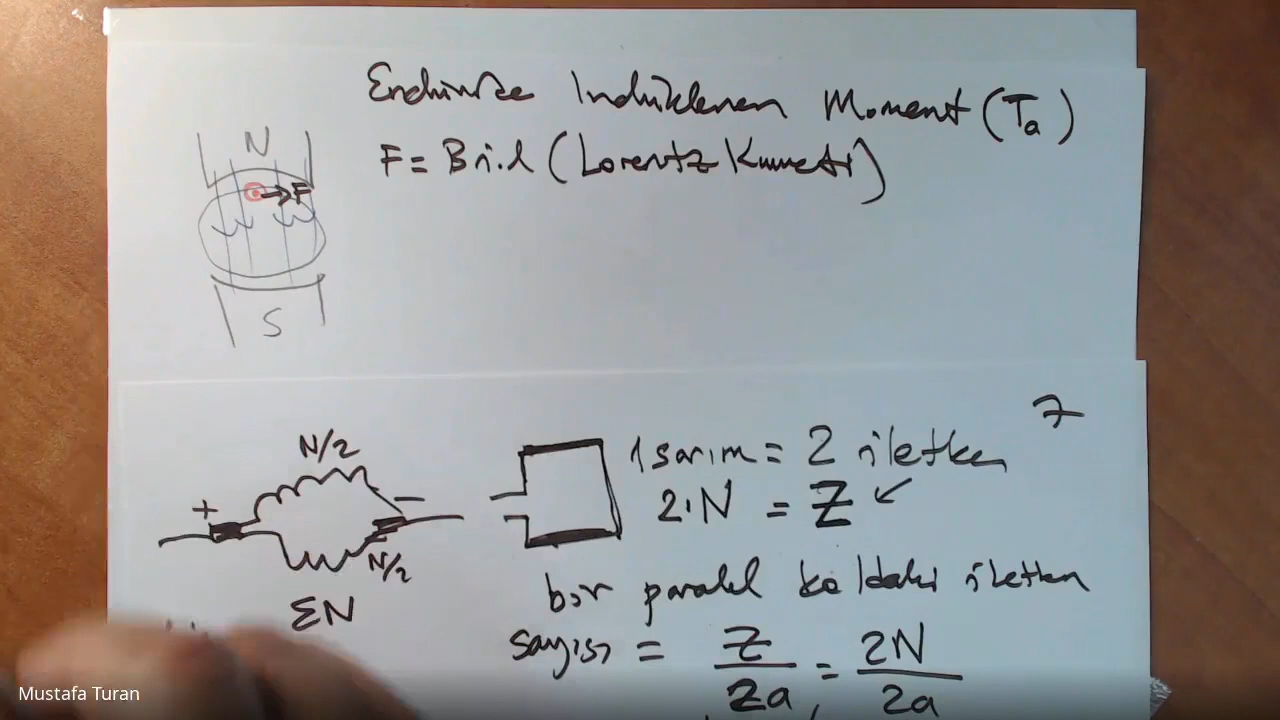 Endüvide Indüklenen Moment (Ta)
F = B.i.l (Lorentz Kuvveti)
N
F
S
7
N/2
1 sarım = 2 iletken
+
−
2.N = Z
N/2
bir paralel koldaki iletken
ΣN
sayısı = Z/2a = 2N/2a
Mustafa Turan